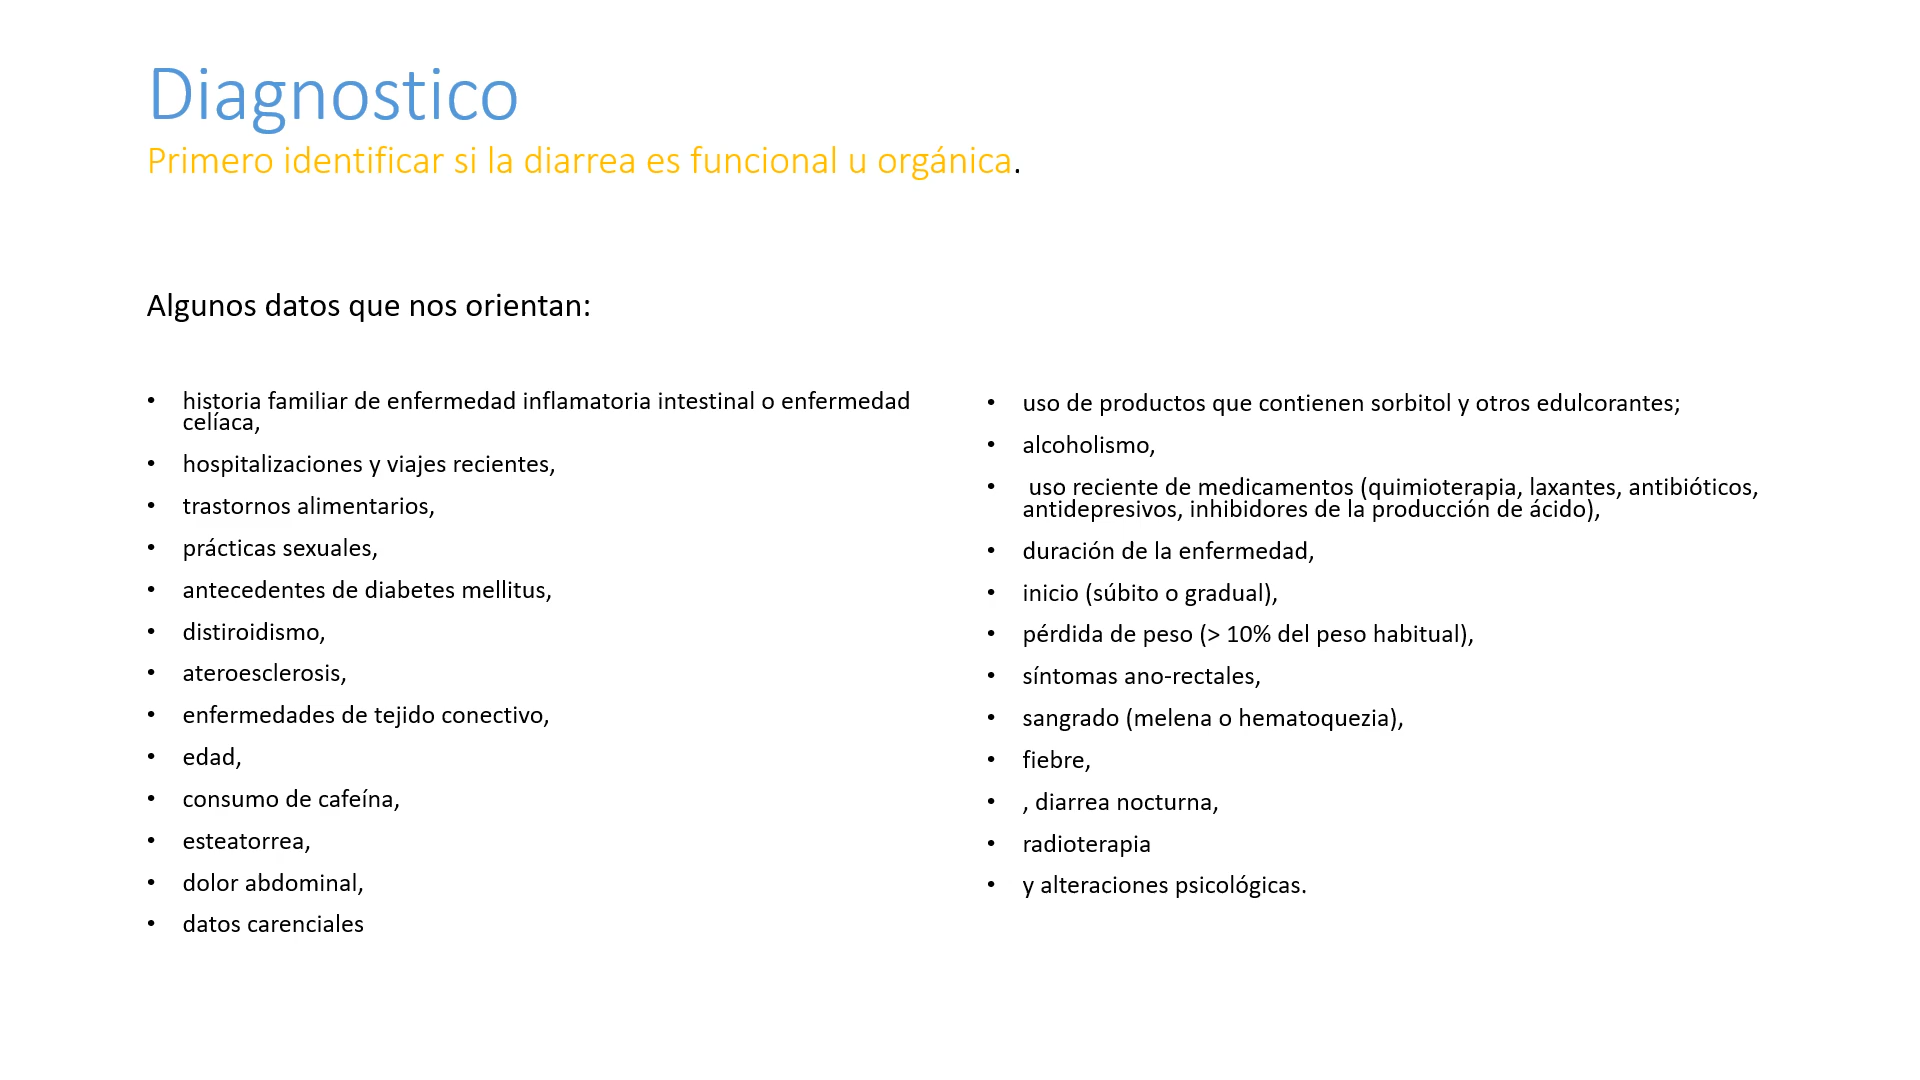 Diagnostico
Primero identificar si la diarrea es funcional u orgánica.
Algunos datos que nos orientan:
• historia familiar de enfermedad inflamatoria intestinal o enfermedad
celíaca,
• hospitalizaciones y viajes recientes,
• trastornos alimentarios,
• prácticas sexuales,
• antecedentes de diabetes mellitus,
• distiroidismo,
• ateroesclerosis,
• enfermedades de tejido conectivo,
• edad,
• consumo de cafeína,
• esteatorrea,
• dolor abdominal,
• datos carenciales
• uso de productos que contienen sorbitol y otros edulcorantes;
• alcoholismo,
• uso reciente de medicamentos (quimioterapia, laxantes, antibióticos,
antidepresivos, inhibidores de la producción de ácido),
• duración de la enfermedad,
• inicio (súbito o gradual),
• pérdida de peso (> 10% del peso habitual),
• síntomas ano-rectales,
• sangrado (melena o hematoquezia),
• fiebre,
• , diarrea nocturna,
• radioterapia
• y alteraciones psicológicas.